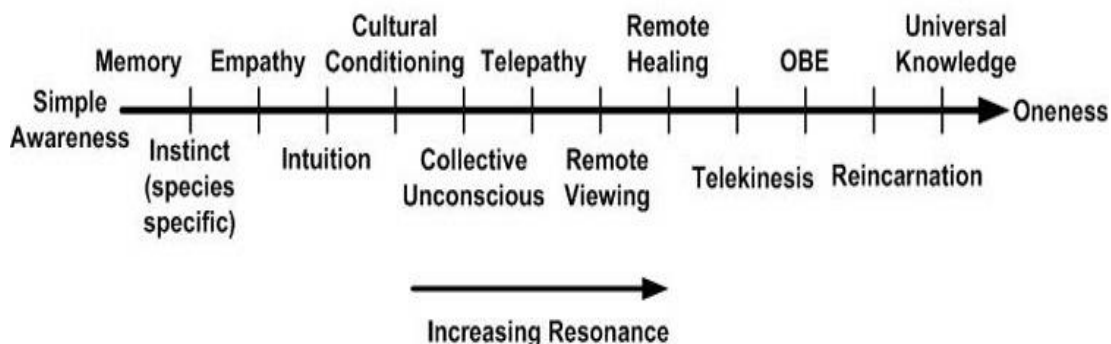 Memory
Empathy
Cultural
Conditioning
Telepathy
Remote
Healing
OBE
Universal
Knowledge
Simple
Awareness
Oneness
Instinct
(species
specific)
Intuition
Collective
Unconscious
Remote
Viewing
Telekinesis
Reincarnation
Increasing Resonance